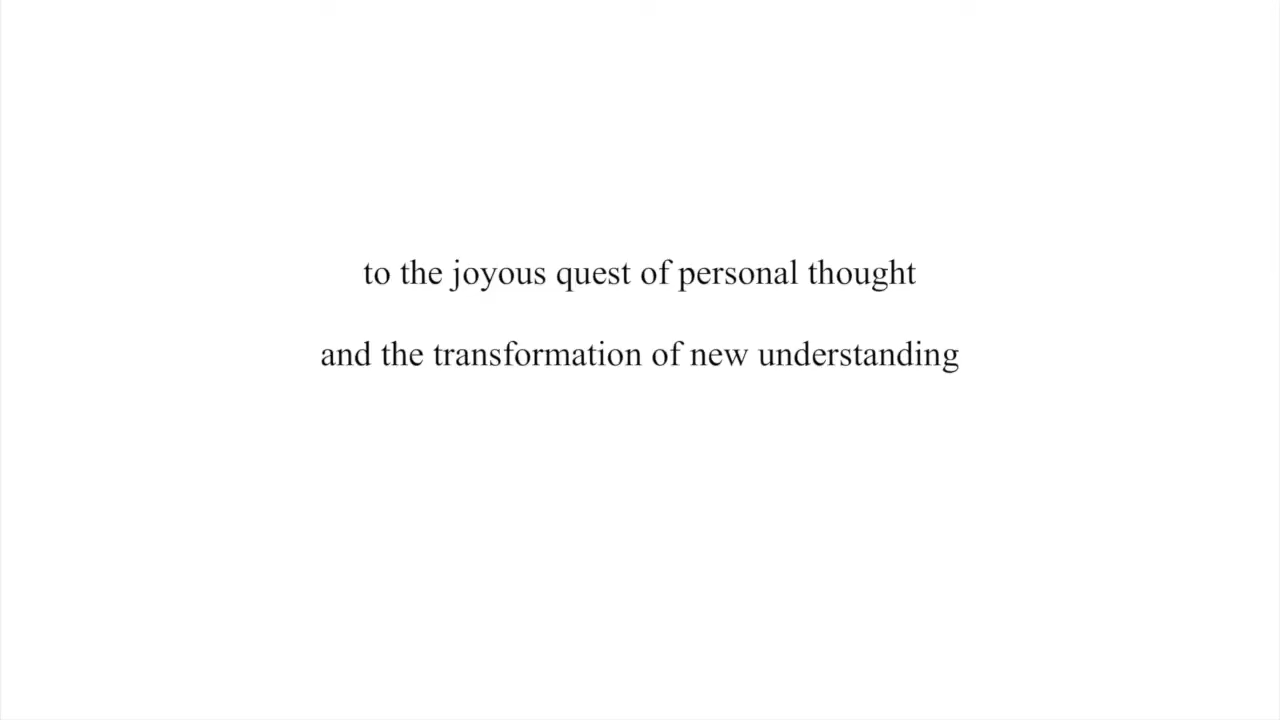 to the joyous quest of personal thought
and the transformation of new understanding